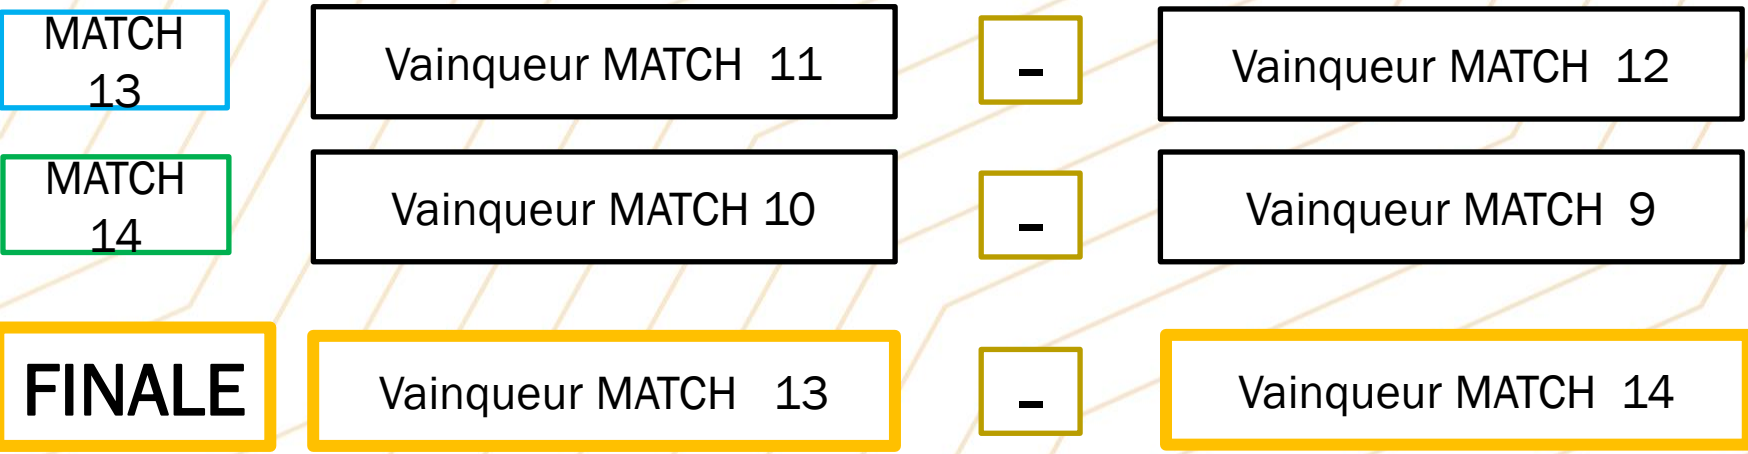 MATCH
13
Vainqueur MATCH 11
-
Vainqueur MATCH 12
MATCH
14
Vainqueur MATCH 10
-
Vainqueur MATCH 9
FINALE
Vainqueur MATCH 13
-
Vainqueur MATCH 14